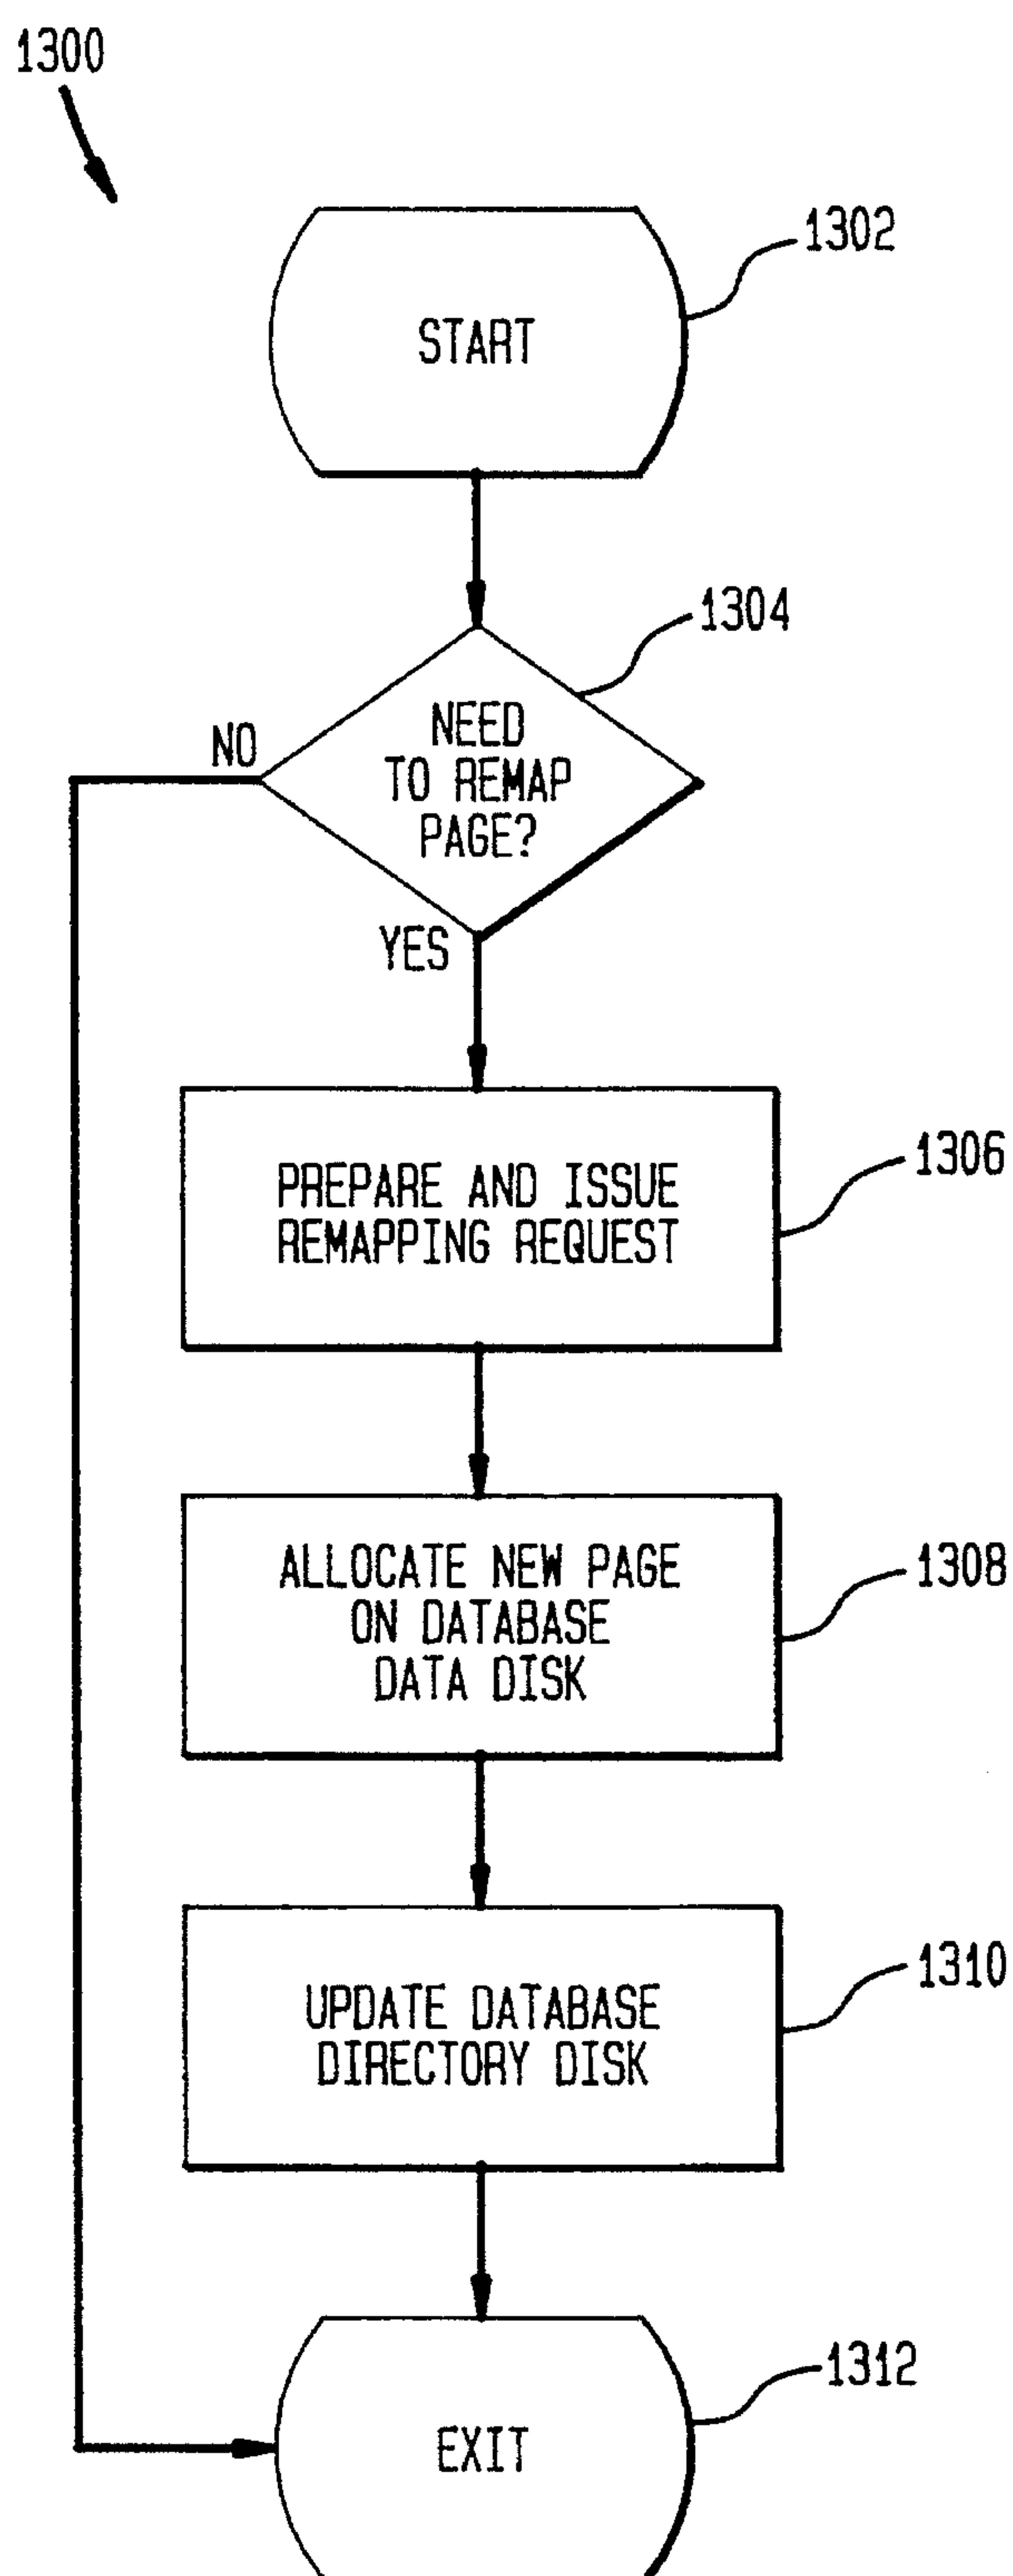 1300
1302
START
1304
NEED
TO REMAP
PAGE?
NO
YES
1306
PREPARE AND ISSUE
REMAPPING REQUEST
1308
ALLOCATE NEW PAGE
ON DATABASE
DATA DISK
1310
UPDATE DATABASE
DIRECTORY DISK
1312
EXIT